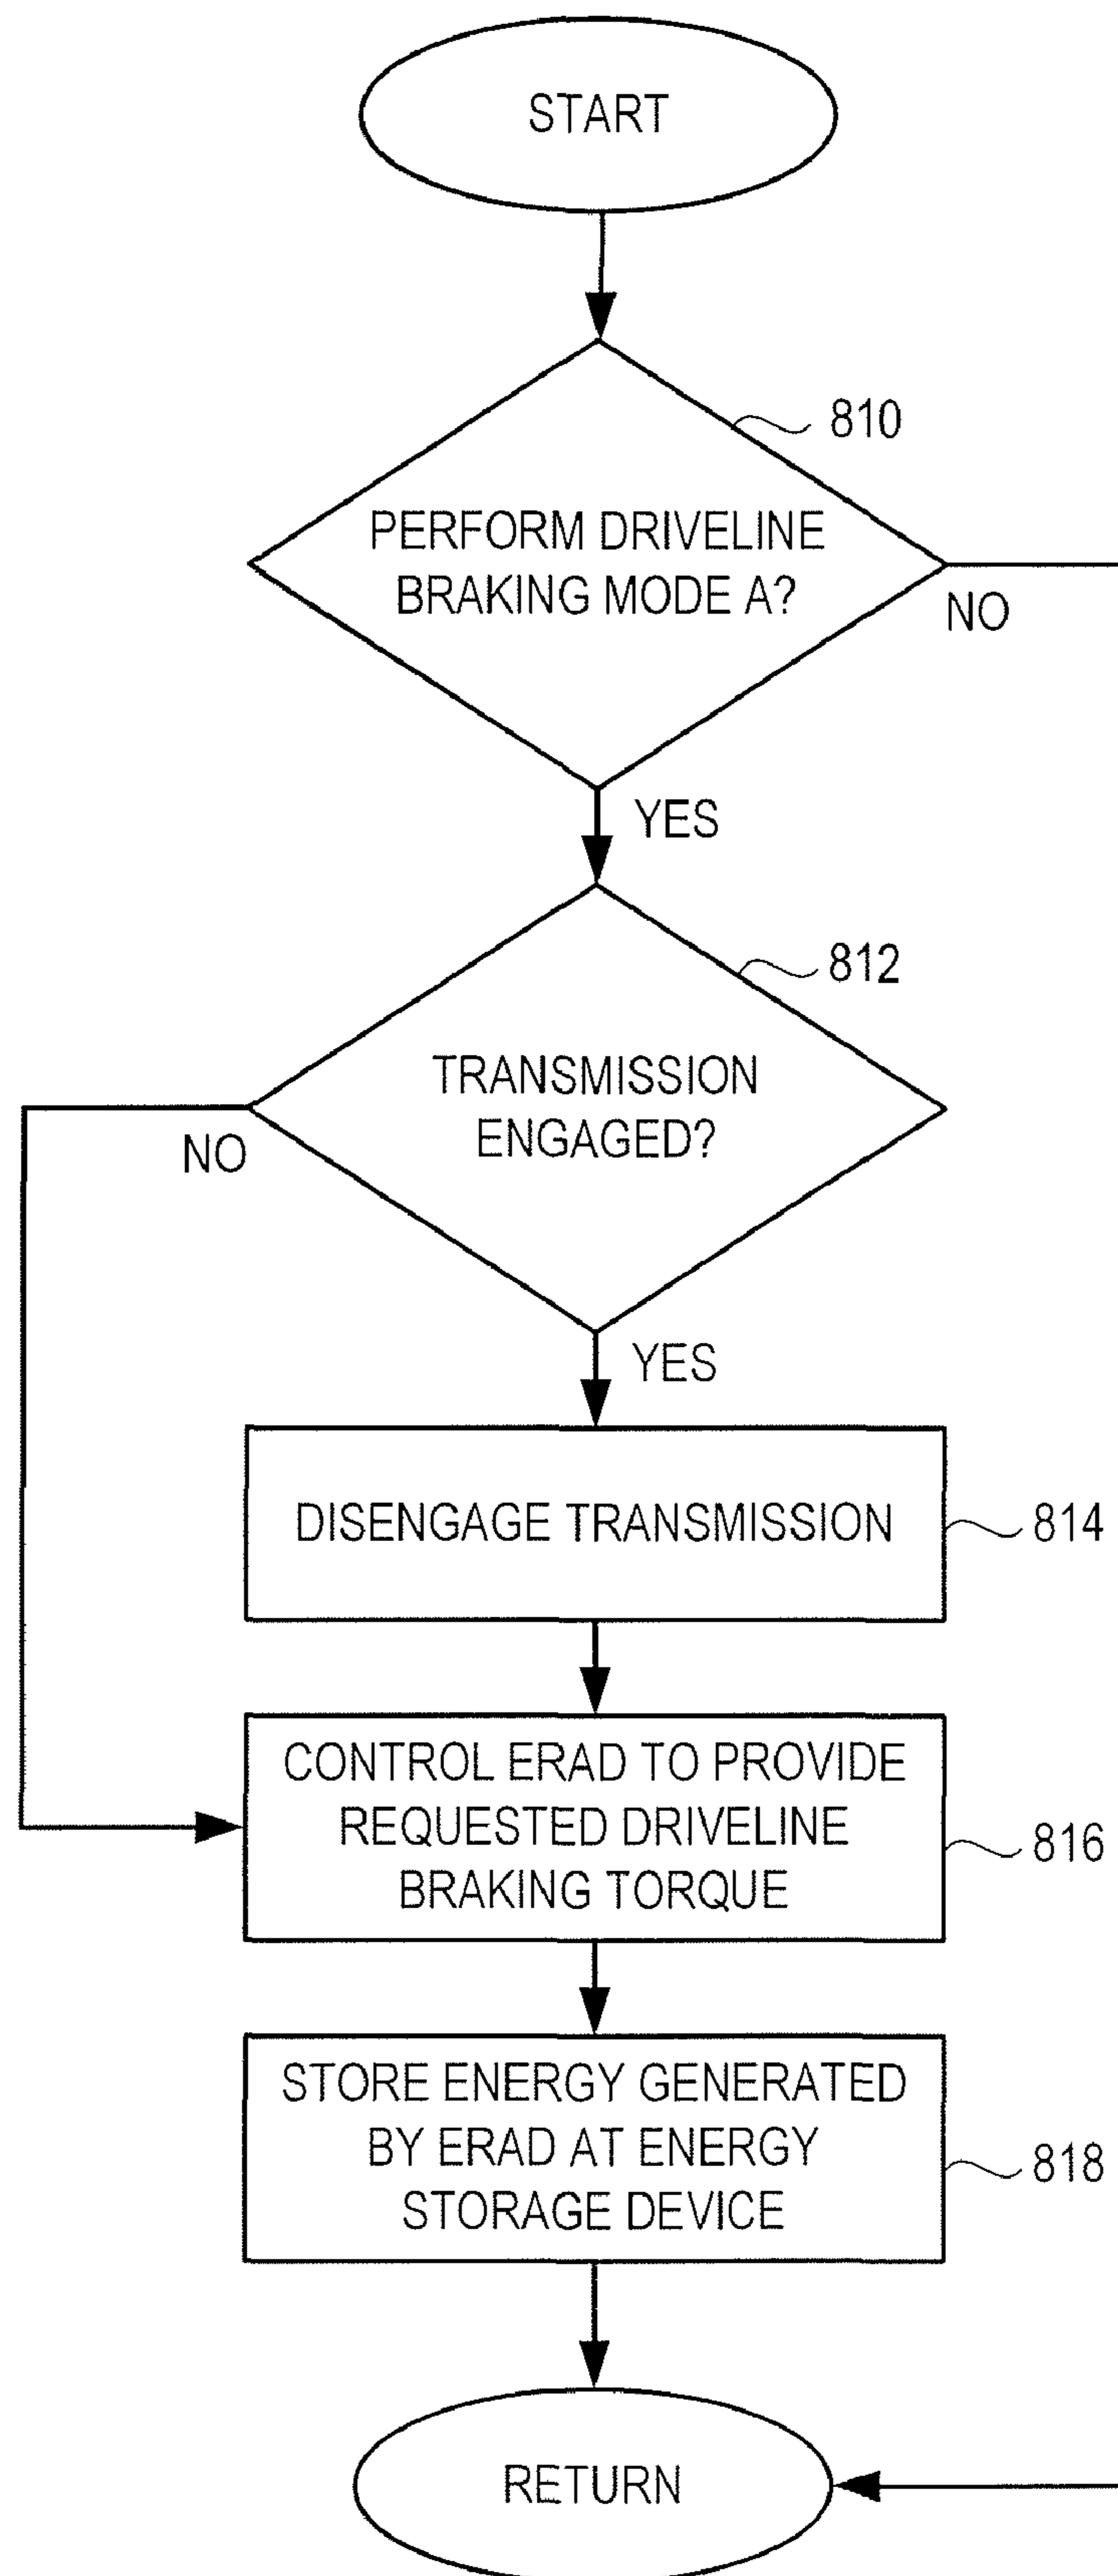 START
810
PERFORM DRIVELINE
BRAKING MODE A?
NO
YES
812
TRANSMISSION
ENGAGED?
NO
YES
DISENGAGE TRANSMISSION
814
CONTROL ERAD TO PROVIDE
REQUESTED DRIVELINE
BRAKING TORQUE
816
STORE ENERGY GENERATED
BY ERAD AT ENERGY
STORAGE DEVICE
818
RETURN